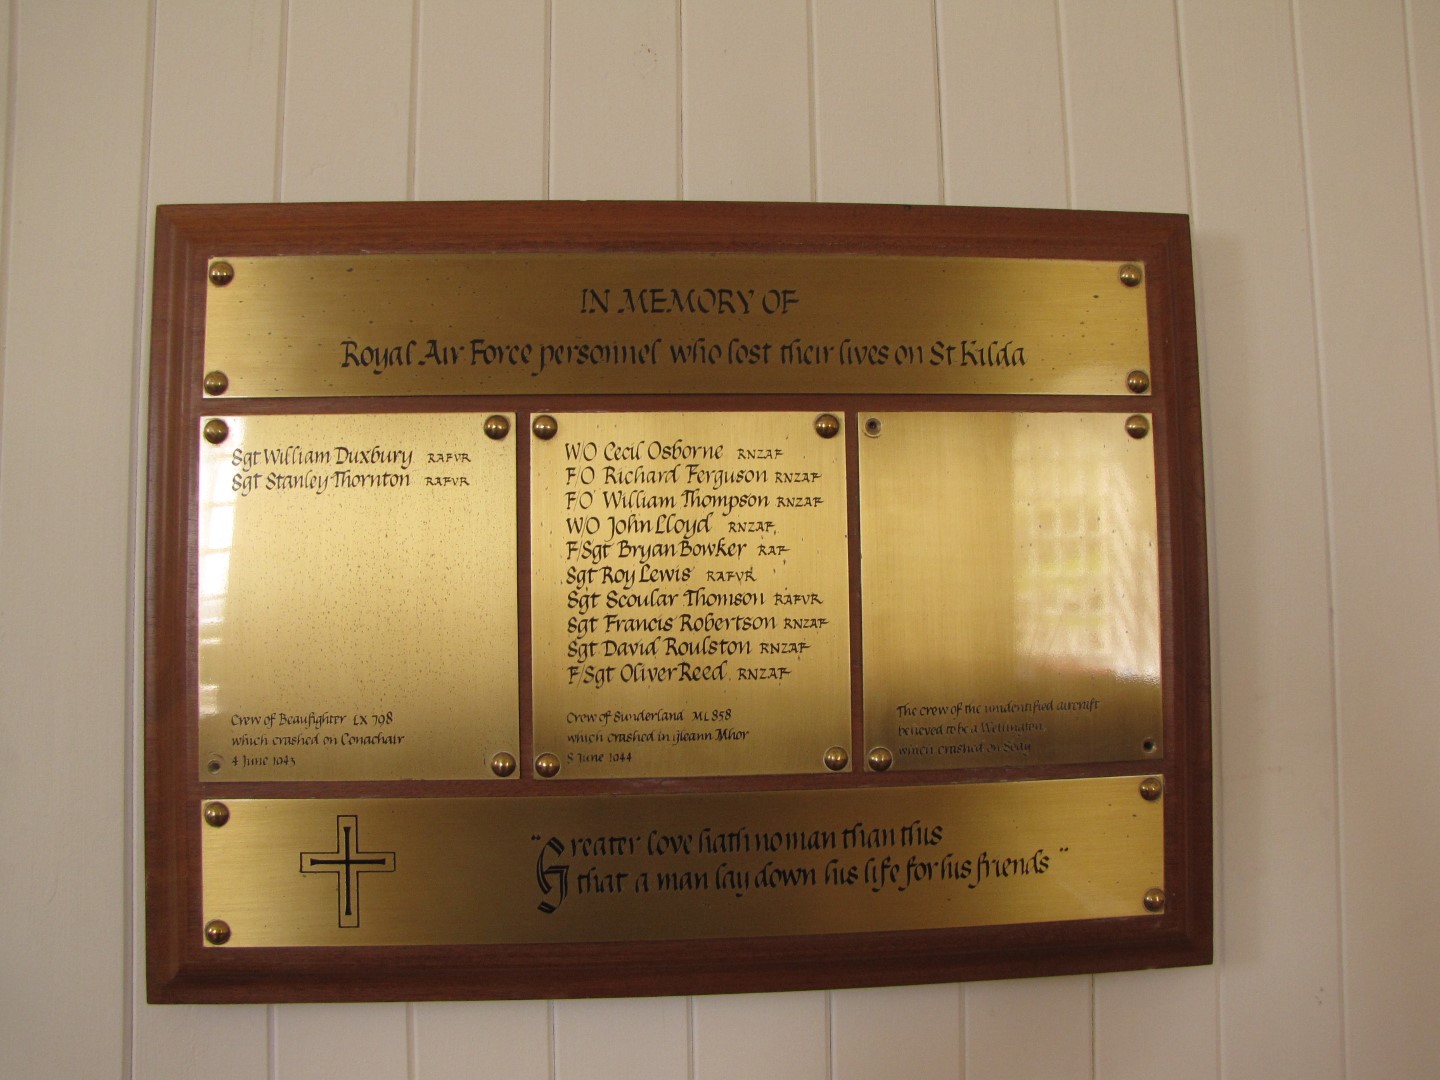 IN MEMORY OF
Royal Air Force personnel who lost their lives on St Kilda
Sgt William Duxbury RAFVR
Sgt Stanley Thornton RAFVR
Crew of Beaufighter LX 798
which crashed on Conachair
4 June 1943
W/O Cecil Osborne RNZAF
F/O Richard Ferguson RNZAF
F/O William Thompson RNZAF
W/O John Lloyd RNZAF
F/Sgt Bryan Bowker RAF
Sgt Roy Lewis RAFVR
Sgt Scoular Thomson RAFVR
Sgt Francis Robertson RNZAF
Sgt David Roulston RNZAF
F/Sgt Oliver Reed RNZAF
Crew of Sunderland ML 858
which crashed in Gleann Mhor
8 June 1944
The crew of the unidentified aircraft
believed to be a Wellington
which crashed on Soay
"Greater love hath no man than this
that a man lay down his life for his friends"